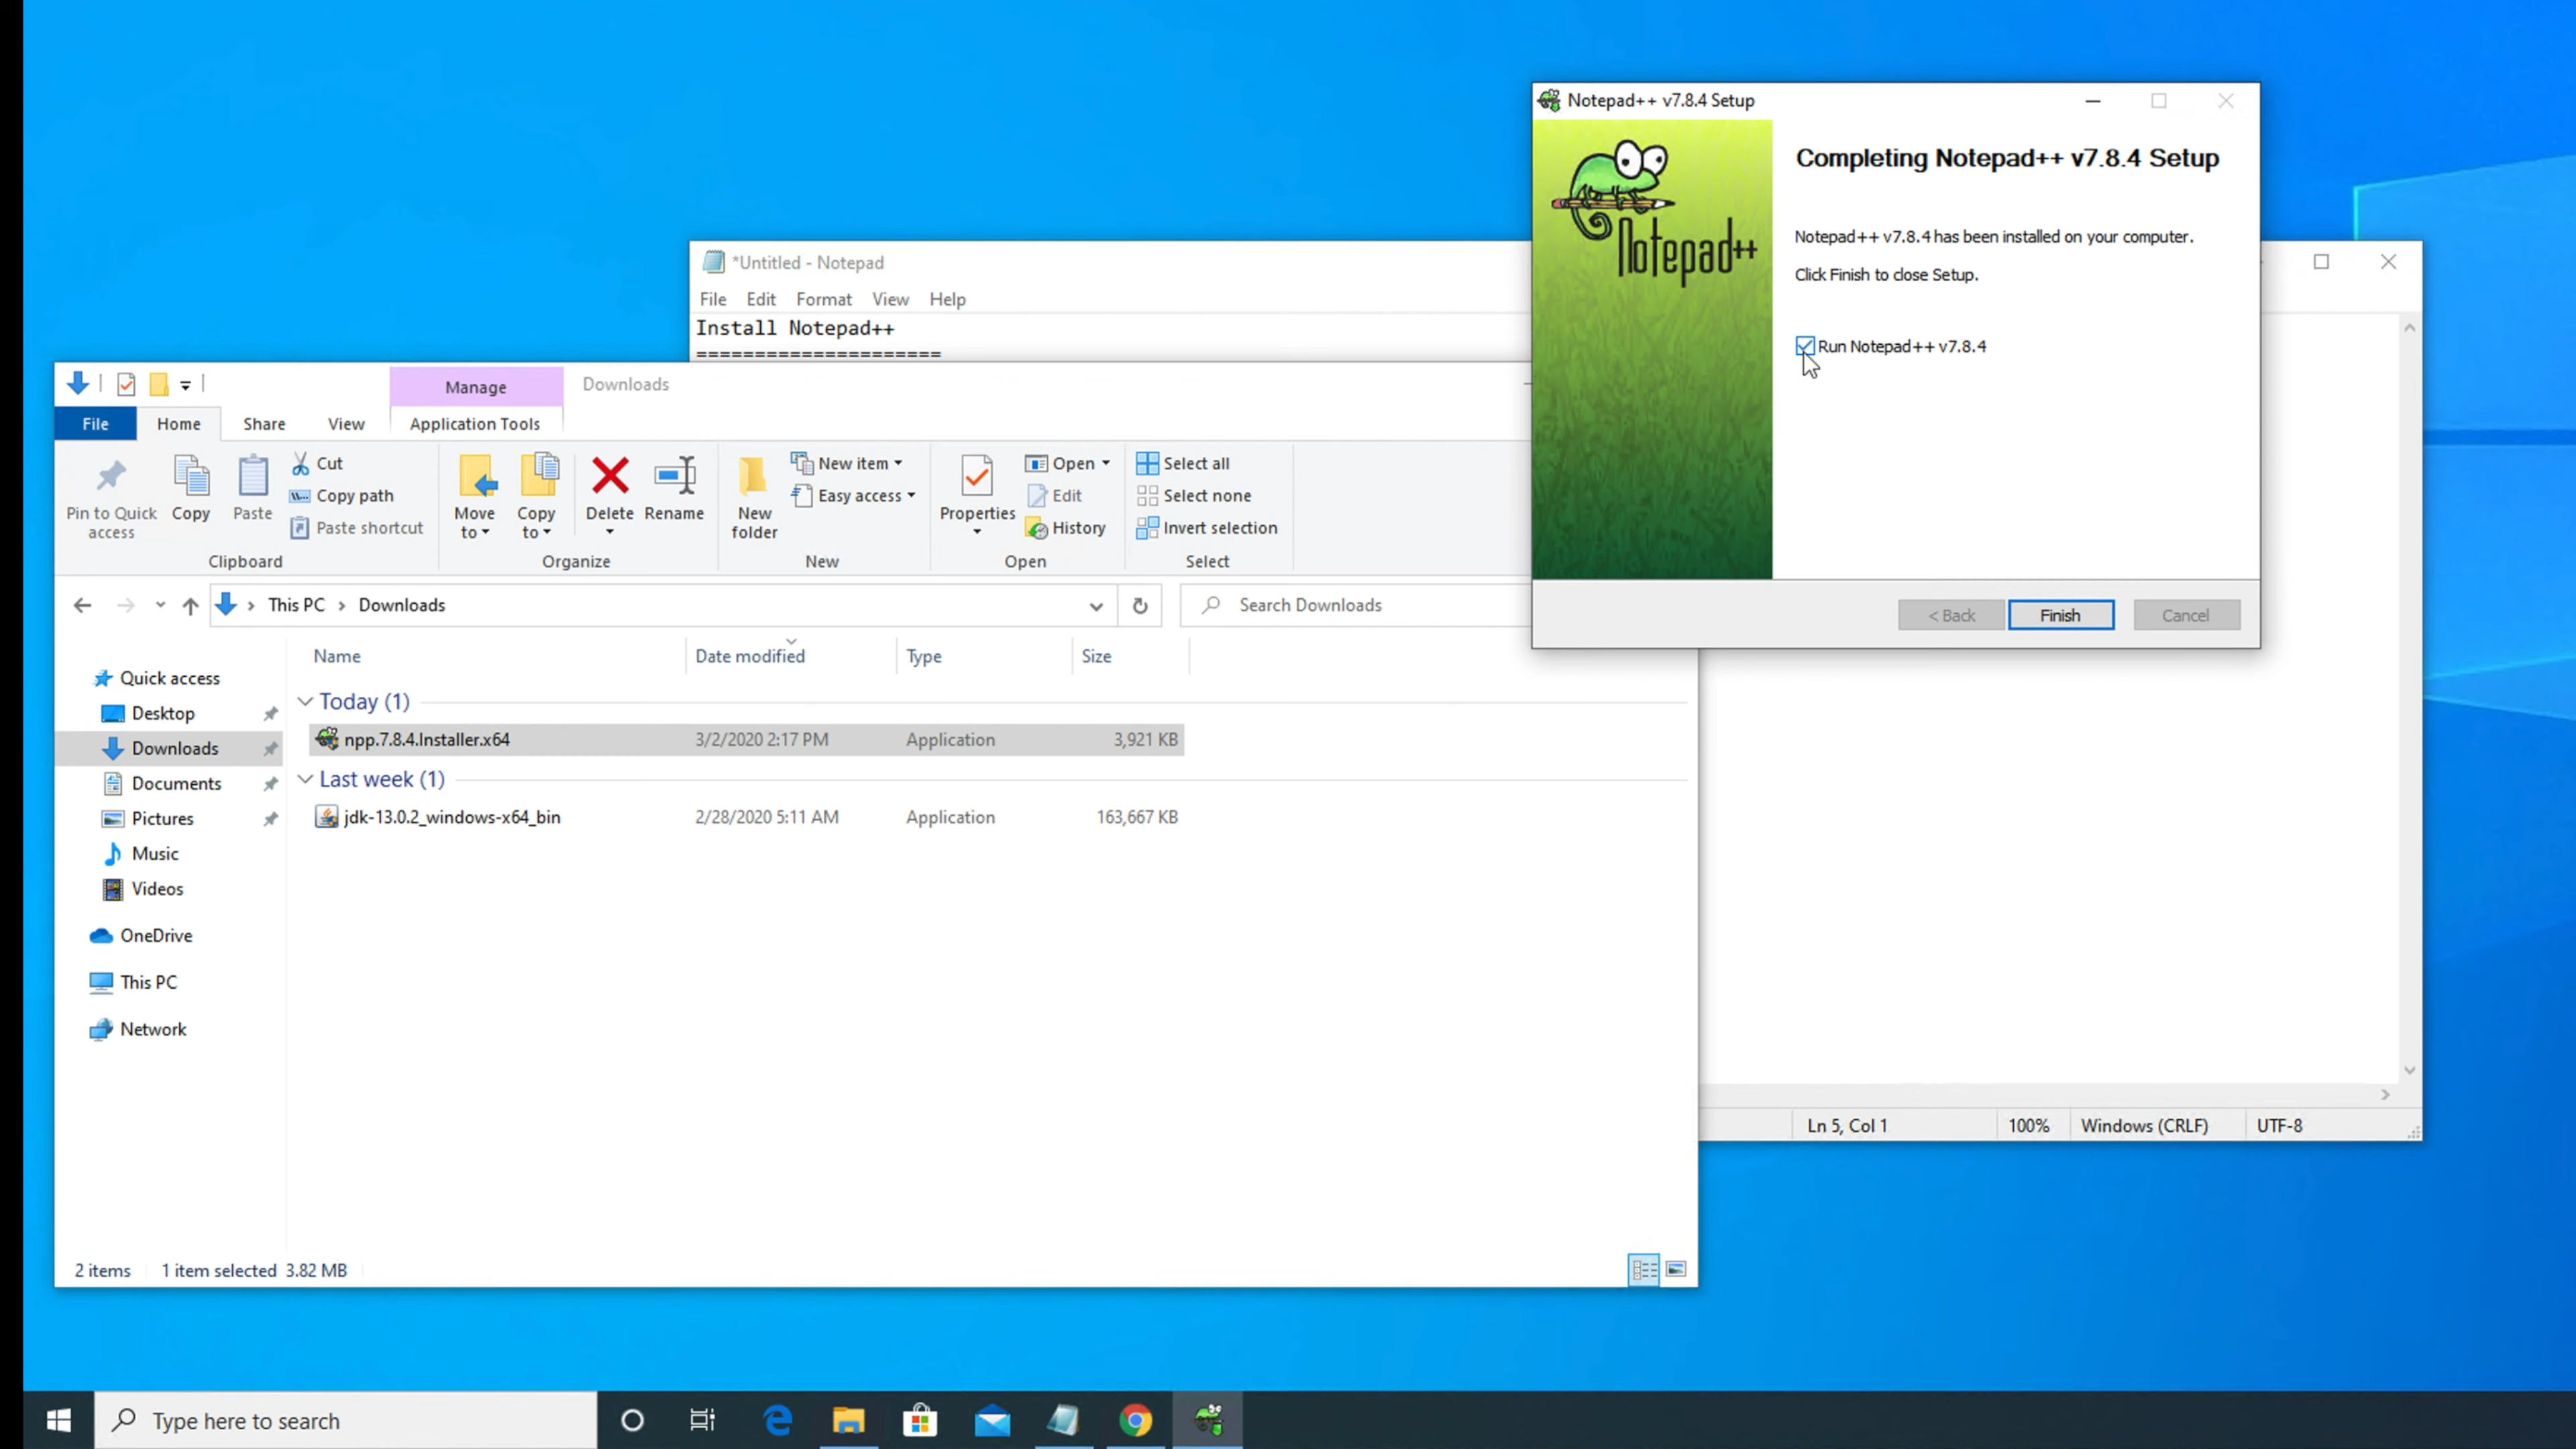 Notepad++ v7.8.4 Setup
Completing Notepad++ v7.8.4 Setup
Notepad++
Notepad++ v7.8.4 has been installed on your computer.
Click Finish to close Setup.
Run Notepad++ v7.8.4
< Back
Finish
Cancel
*Untitled - Notepad
File Edit Format View Help
Install Notepad++
=====================
Manage
Downloads
File Home Share View Application Tools
Pin to Quick access
Copy
Paste
Cut
Copy path
Paste shortcut
Clipboard
Move to
Copy to
Delete
Rename
Organize
New folder
New item
Easy access
New
Properties
Open
Edit
History
Open
Select all
Select none
Invert selection
Select
This PC > Downloads
Search Downloads
Name Date modified Type Size
Quick access
Desktop
Downloads
Documents
Pictures
Music
Videos
OneDrive
This PC
Network
Today (1)
npp.7.8.4.Installer.x64 3/2/2020 2:17 PM Application 3,921 KB
Last week (1)
jdk-13.0.2_windows-x64_bin 2/28/2020 5:11 AM Application 163,667 KB
2 items 1 item selected 3.82 MB
Ln 5, Col 1 100% Windows (CRLF) UTF-8
Type here to search